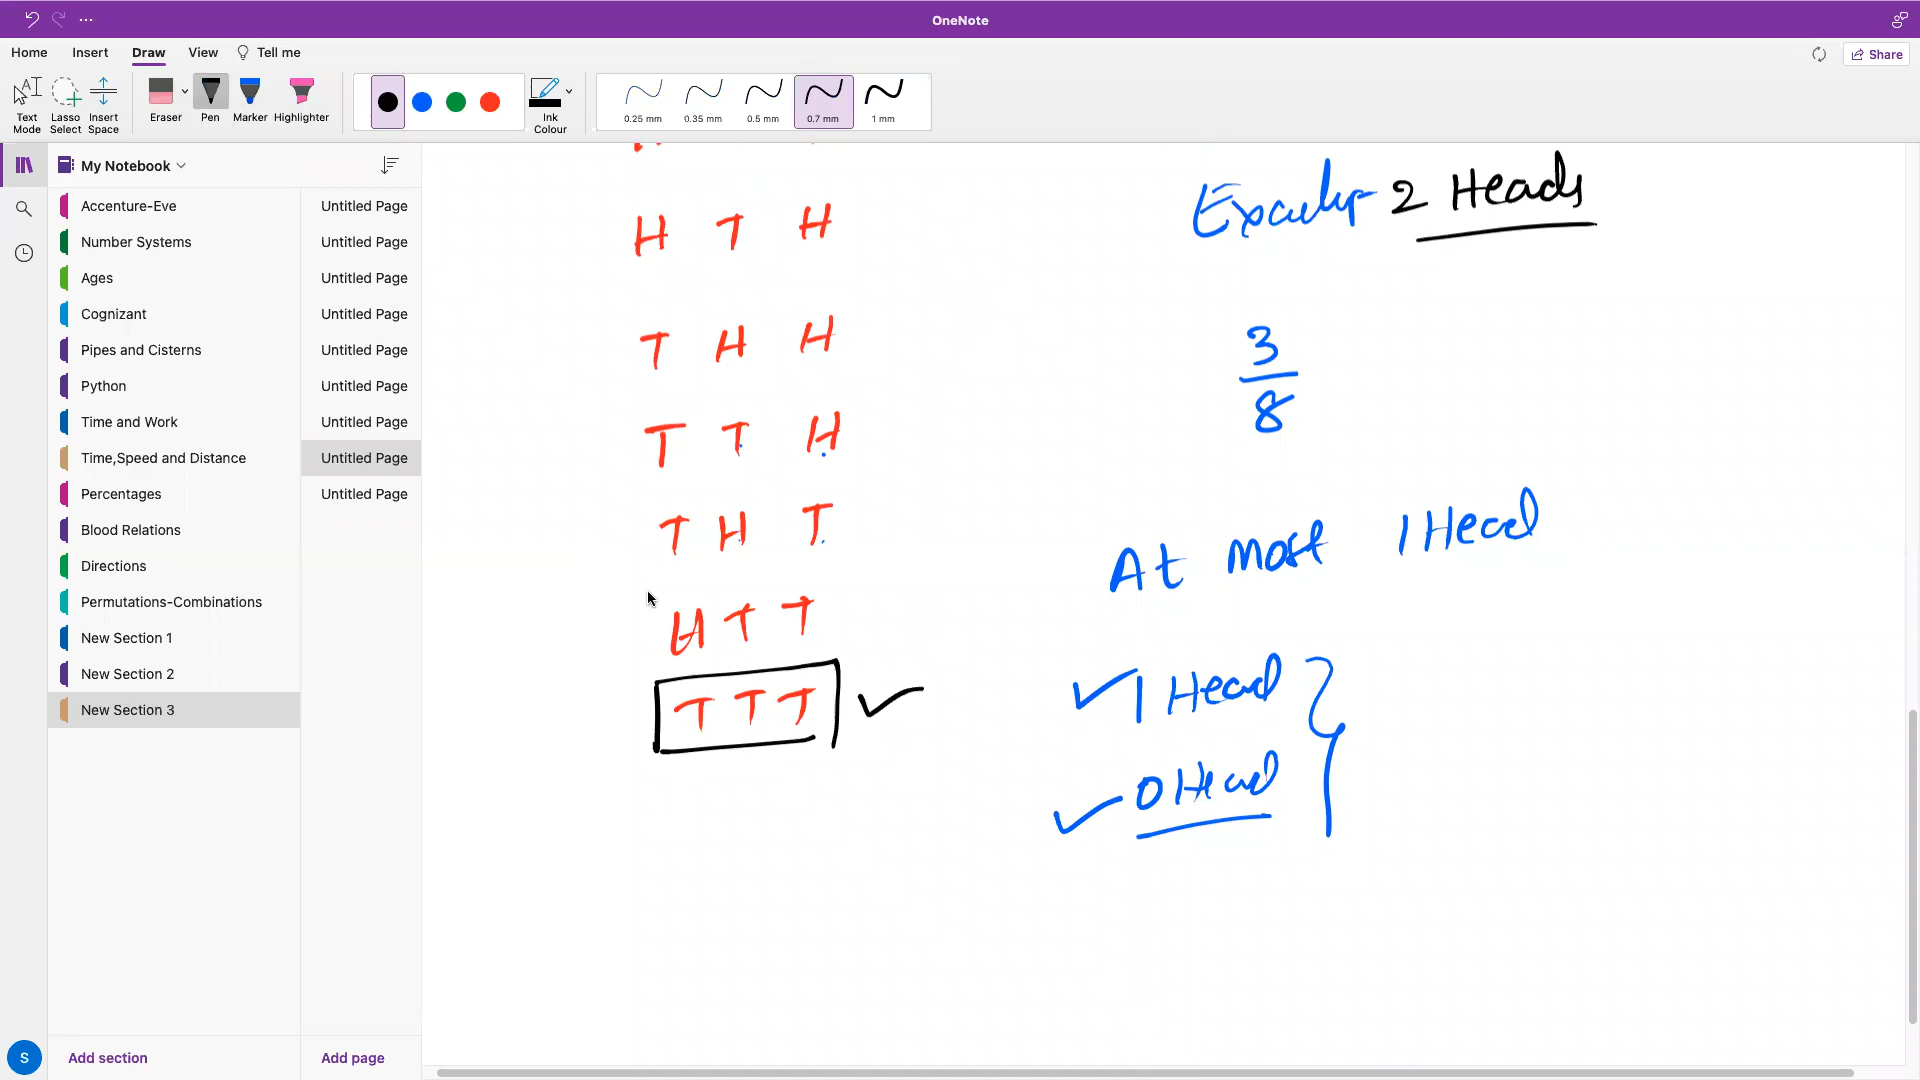 OneNote
Home Insert Draw View Tell me
Share
Text Mode
Lasso Select
Insert Space
Eraser
Pen
Marker
Highlighter
Ink Colour
0.25 mm
0.35 mm
0.5 mm
0.7 mm
1 mm
My Notebook
Accenture-Eve
Number Systems
Ages
Cognizant
Pipes and Cisterns
Python
Time and Work
Time,Speed and Distance
Percentages
Blood Relations
Directions
Permutations-Combinations
New Section 1
New Section 2
New Section 3
Untitled Page
Untitled Page
Untitled Page
Untitled Page
Untitled Page
Untitled Page
Untitled Page
Untitled Page
Untitled Page
H T H
T H H
T T H
T H T
H T T
T T T
Exactly 2 Heads
3
8
At most 1 Head
1 Head
0 Head
S
Add section
Add page